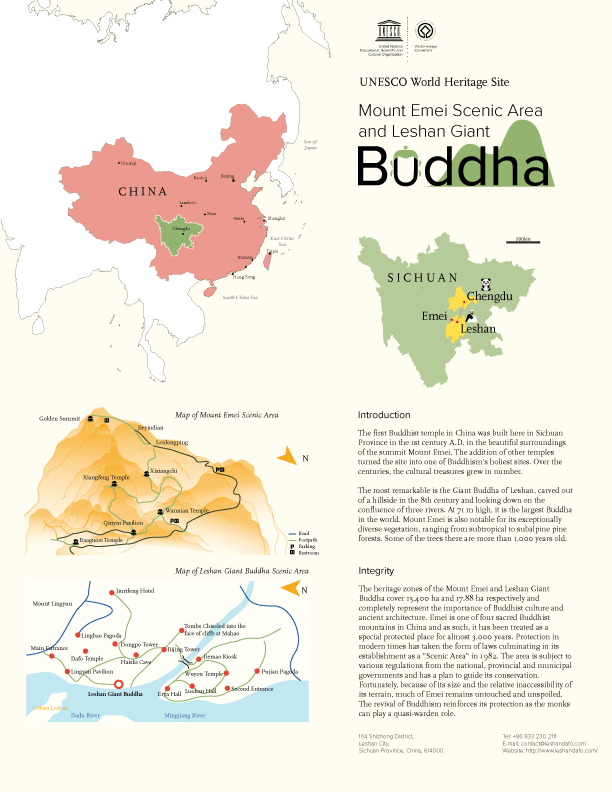 United Nations
Educational, Scientific and
Cultural Organization
World Heritage
Convention
UNESCO World Heritage Site
Mount Emei Scenic Area
and Leshan Giant
Buddha
Sea of
Japan
CHINA
Urumqi
Beijing
Lanzhou
Xian
Chengdu
Shanghai
East China
Sea
Taipei
Hong Kong
South China Sea
200km
SICHUAN
Chengdu
Emei
Leshan
Map of Mount Emei Scenic Area
Golden Summit
Jieyindian
Leidongping
Xixiangchi
Xiangfeng Temple
P
N
Wannian Temple
P
Qinyin Pavilion
Baoguosi Temple
Road
Footpath
P Parking
Restroom
Map of Leshan Giant Buddha Scenic Area
N
Jiurifeng Hotel
Mount Lingyun
Tombs Chiseled into the
face of cliffs at Mahao
Lingbao Pagoda
Main Entrance
Dongpo Temple
Bijing Tower
Dafo Temple
Haishi Cave
Jiemao Kiosk
Lingyun Pavilion
Wuyou Temple
Pujian Pagoda
Leshan Giant Buddha
Erya Hall
Luohan Hall
Second Entrance
Urban Leshan
Dadu River
Mingjiang River
Introduction
The first Buddhist temple in China was built here in Sichuan
Province in the 1st century A.D. in the beautiful surroundings
of the summit Mount Emei. The addition of other temples
turned the site into one of Buddhism's holiest sites. Over the
centuries, the cultural treasures grew in number.
The most remarkable is the Giant Buddha of Leshan, carved out
of a hillside in the 8th century and looking down on the
confluence of three rivers. At 71 m high, it is the largest Buddha
in the world. Mount Emei is also notable for its exceptionally
diverse vegetation, ranging from subtropical to subalpine pine
forests. Some of the trees there are more than 1,000 years old.
Integrity
The heritage zones of the Mount Emei and Leshan Giant
Buddha cover 15,400 ha and 17.88 ha respectively and
completely represent the importance of Buddhist culture and
ancient architecture. Emei is one of four sacred Buddhist
mountains in China and as such, it has been treated as a
special protected place for almost 3,000 years. Protection in
modern times has taken the form of laws culminating in its
establishment as a "Scenic Area" in 1982. The area is subject to
various regulations from the national, provincial and municipal
governments and has a plan to guide its conservation.
Fortunately, because of its size and the relative inaccessibility of
its terrain, much of Emei remains untouched and unspoiled.
The revival of Buddhism reinforces its protection as the monks
can play a quasi-warden role.
104 Shizhong District,
Leshan City,
Sichuan Province, China, 614000
Tel: +86 833 230 2111
E-mail: contact@leshandafo.com
Website: http://www.leshandafo.com/